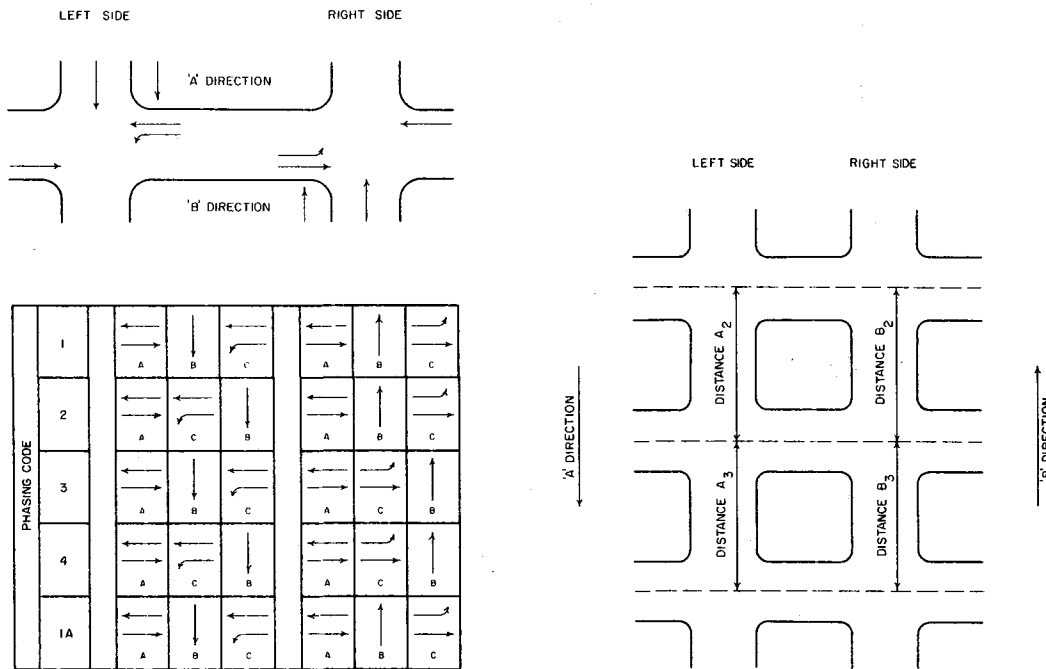 LEFT SIDE
RIGHT SIDE
'A' DIRECTION
'B' DIRECTION
PHASING CODE
1
A B C A B C
2
A C B A B C
3
A B C A C B
4
A C B A C B
1A
A B C A B C
LEFT SIDE
RIGHT SIDE
'A' DIRECTION
DISTANCE A2
DISTANCE B2
DISTANCE A3
DISTANCE B3
'B' DIRECTION